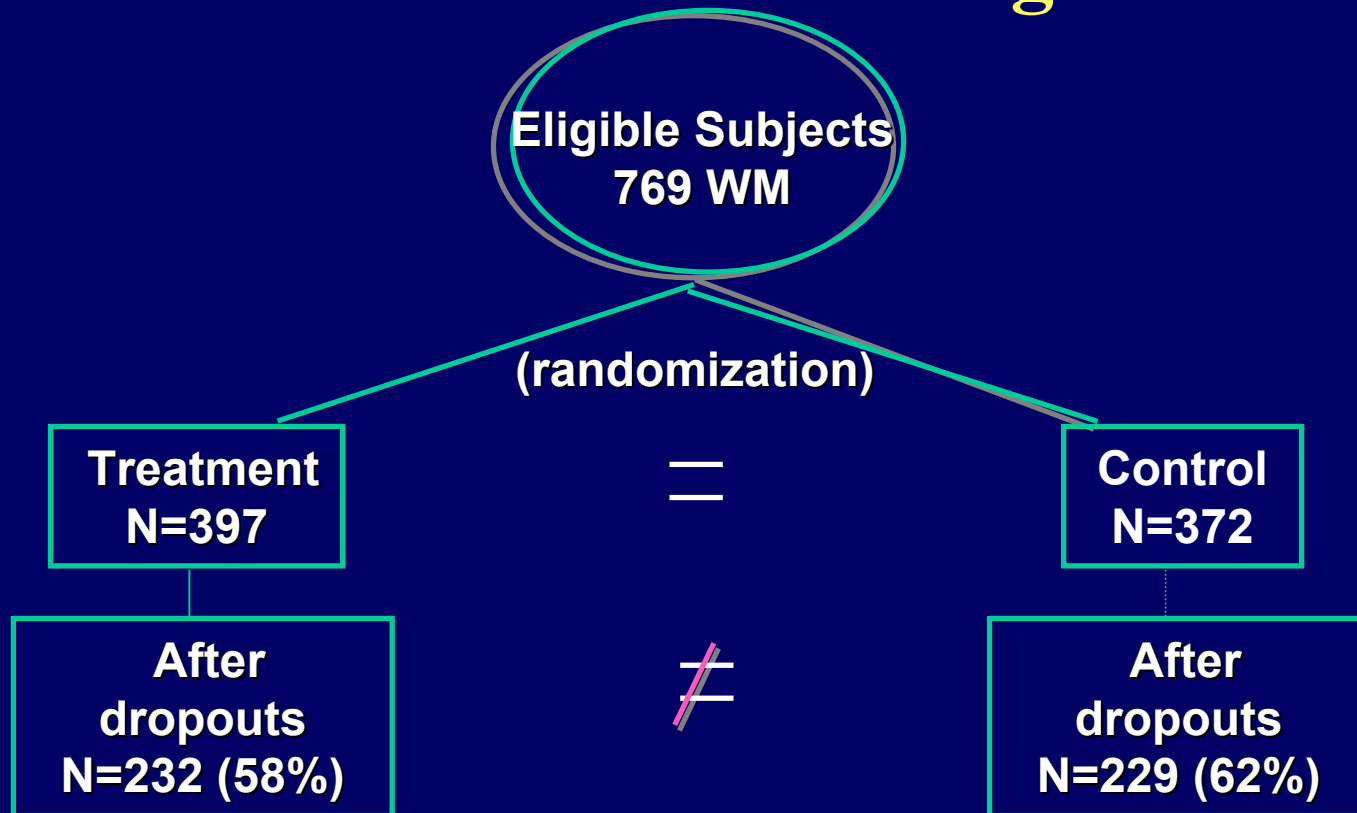 Eligible Subjects
769 WM
(randomization)
Treatment
N=397
=
Control
N=372
After
dropouts
N=232 (58%)
≠
After
dropouts
N=229 (62%)